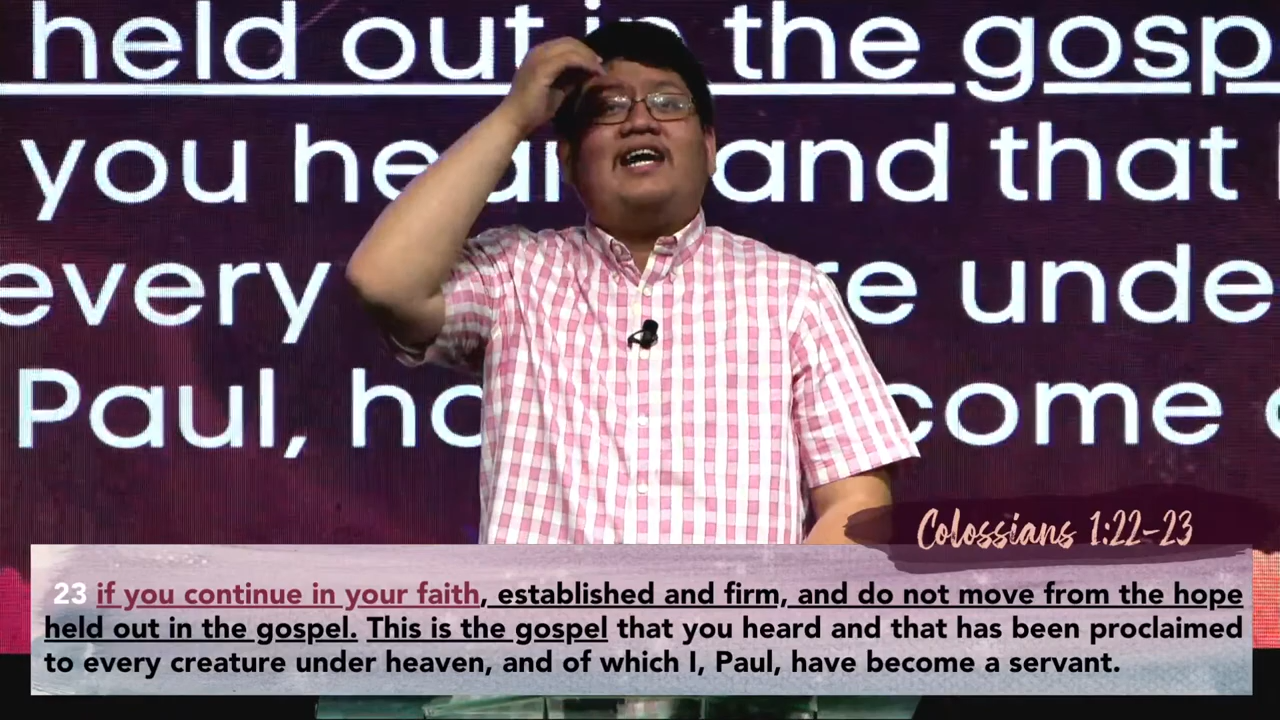 held out in the gosp
you hear and that
every re unde
Paul, ha come
Colossians 1:22-23
23 if you continue in your faith, established and firm, and do not move from the hope
held out in the gospel. This is the gospel that you heard and that has been proclaimed
to every creature under heaven, and of which I, Paul, have become a servant.